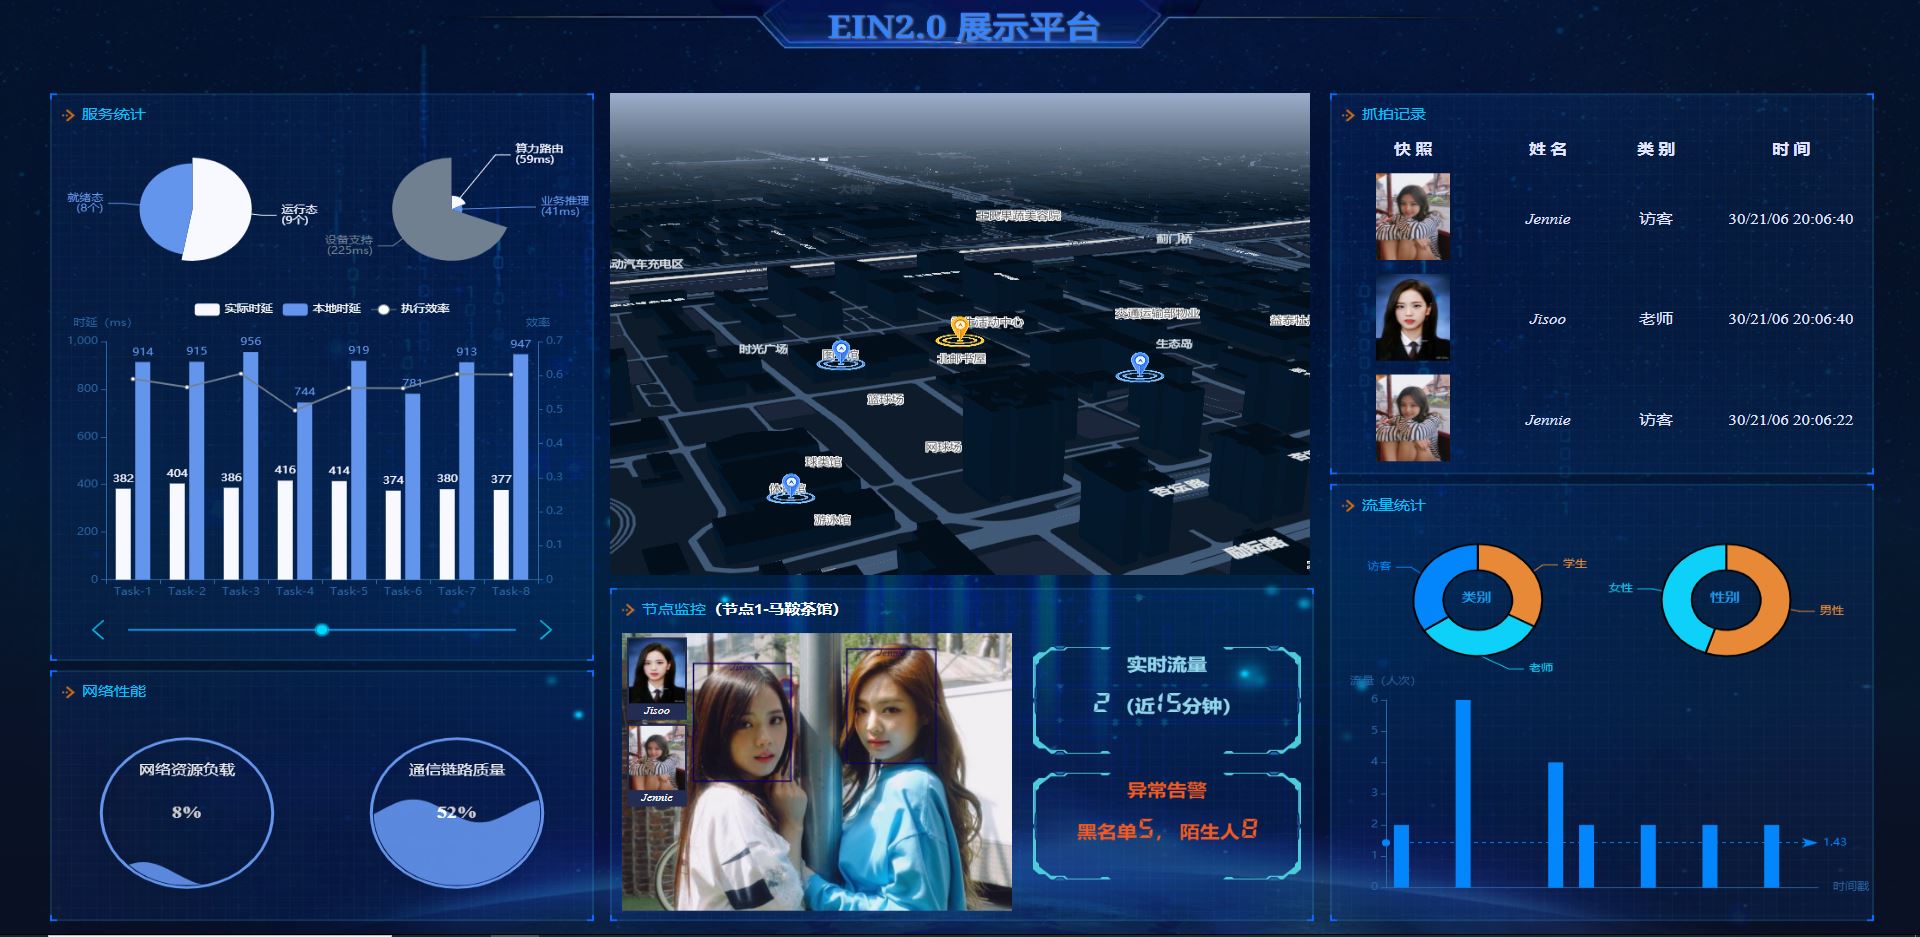 EIN2.0 展示平台
服务统计
就绪态
(8个)
运行态
(9个)
算力路由
(59ms)
业务推理
(41ms)
设备支持
(225ms)
实际时延 本地时延 执行效率
时延（ms） 效率
1,000
800
600
400
200
0
0.7
0.6
0.5
0.4
0.3
0.2
0.1
0
914 915 956 744 919 781 913 947
382 404 386 416 414 374 380 377
Task-1 Task-2 Task-3 Task-4 Task-5 Task-6 Task-7 Task-8
网络性能
网络资源负载
8%
通信链路质量
52%
大钟寺
蓟门桥
动汽车充电区
交通运输部物业
生态岛
时光广场
北邮书屋
篮球场
网球场
球类馆
游泳馆
杏坛路
节点监控 (节点1-马鞍茶馆)
Jisoo
Jennie
Jisoo
Jenny
实时流量
2 (近15分钟)
异常告警
黑名单5，陌生人8
抓拍记录
快照 姓名 类别 时间
Jennie 访客 30/21/06 20:06:40
Jisoo 老师 30/21/06 20:06:40
Jennie 访客 30/21/06 20:06:22
流量统计
访客
学生
老师
类别
女性
男性
性别
流量（人次）
6
5
4
3
2
1
0
1.43
时间戳